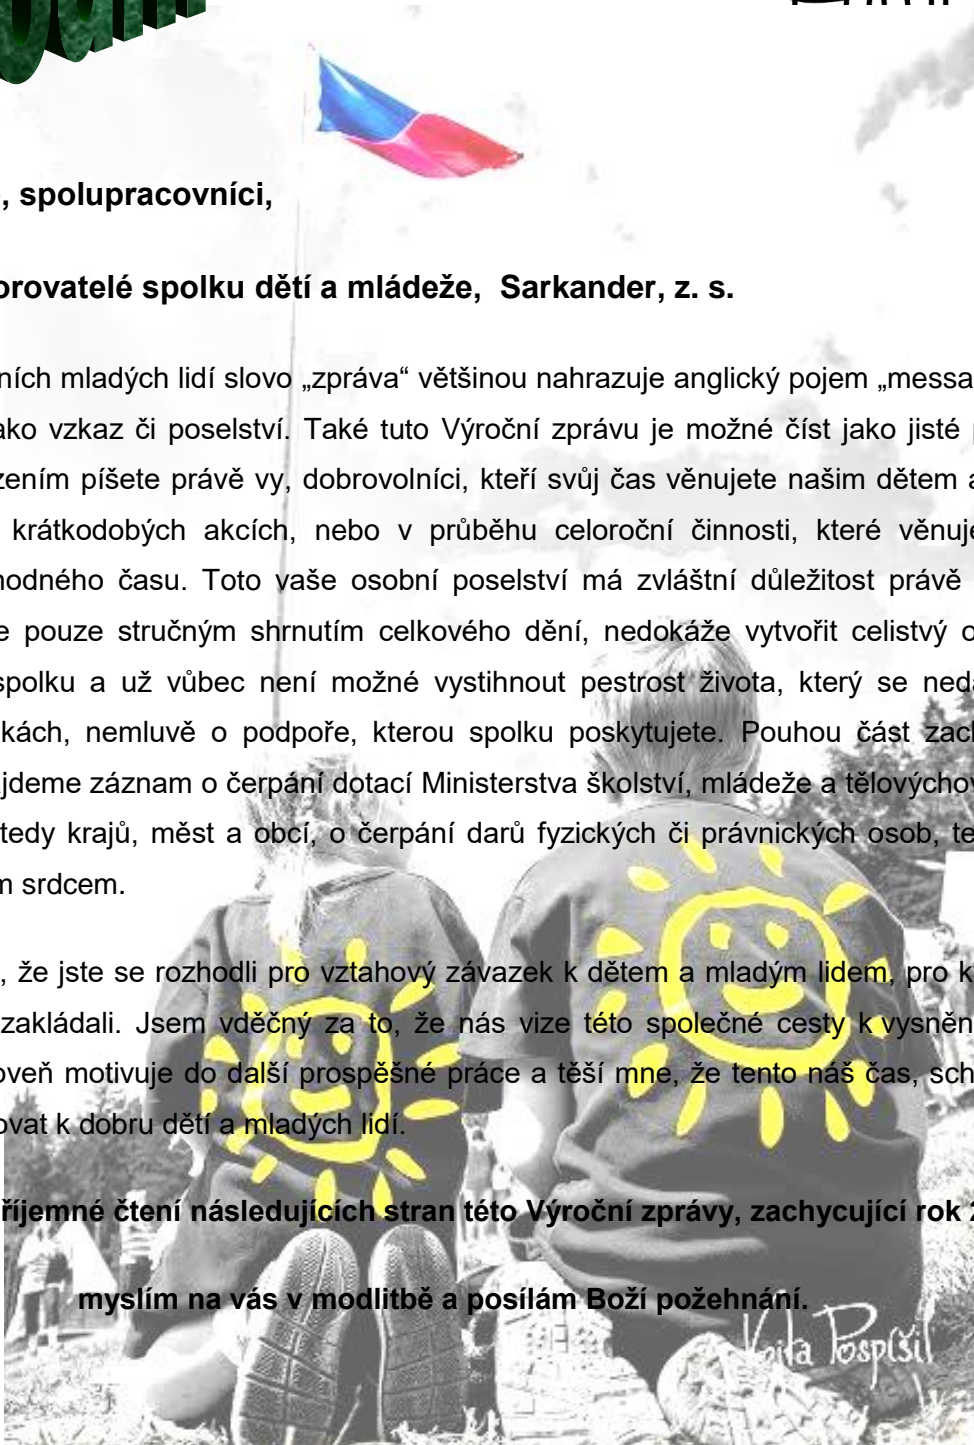 , spolupracovníci,
orovatelé spolku dětí a mládeže, Sarkander, z. s.
ních mladých lidí slovo „zpráva“ většinou nahrazuje anglický pojem „messa
ako vzkaz či poselství. Také tuto Výroční zprávu je možné číst jako jisté
zením píšete právě vy, dobrovolníci, kteří svůj čas věnujete našim dětem a
krátkodobých akcích, nebo v průběhu celoroční činnosti, které věnuje
hodného času. Toto vaše osobní poselství má zvláštní důležitost právě
e pouze stručným shrnutím celkového dění, nedokáže vytvořit celistvý o
spolku a už vůbec není možné vystihnout pestrost života, který se neda
kách, nemluvě o podpoře, kterou spolku poskytujete. Pouhou část zach
jdeme záznam o čerpání dotací Ministerstva školství, mládeže a tělovýchov
tedy krajů, měst a obcí, o čerpání darů fyzických či právnických osob, te
m srdcem.
, že jste se rozhodli pro vztahový závazek k dětem a mladým lidem, pro k
zakládali. Jsem vděčný za to, že nás vize této společné cesty k vysněn
oveň motivuje do další prospěšné práce a těší mne, že tento náš čas, sch
ovat k dobru dětí a mladých lidí.
říjemné čtení následujících stran této Výroční zprávy, zachycující rok 2
myslím na vás v modlitbě a posílám Boží požehnání.
Vojta Pospíšil